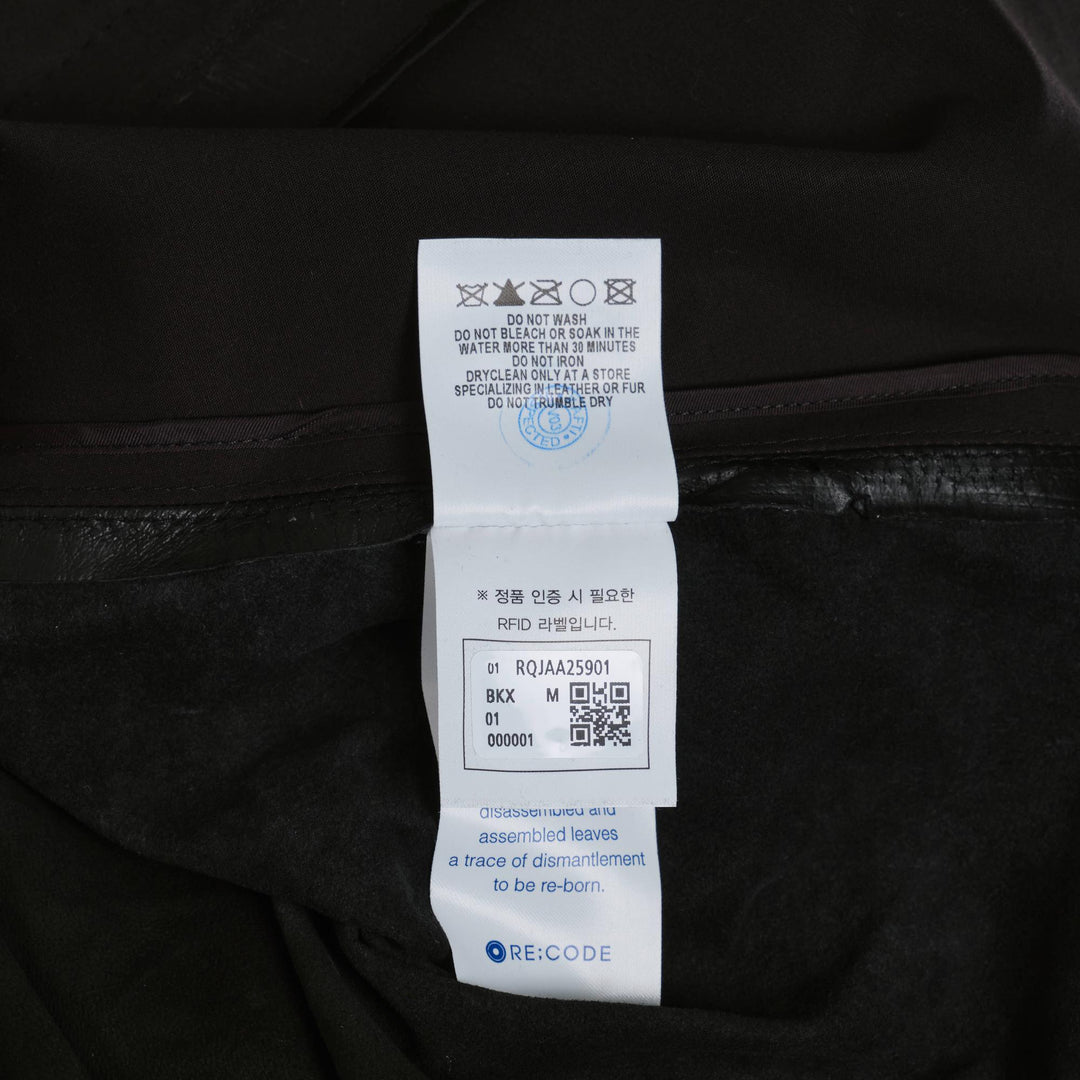 DO NOT WASH
DO NOT BLEACH OR SOAK IN THE
WATER MORE THAN 30 MINUTES
DO NOT IRON
DRYCLEAN ONLY AT A STORE
SPECIALIZING IN LEATHER OR FUR
DO NOT TRUMBLE DRY
※ 정품 인증 시 필요한
RFID 라벨입니다.
01 RQJAA25901
BKX M
01
000001
disassembled and
assembled leaves
a trace of dismantlement
to be re-born.
RE;CODE